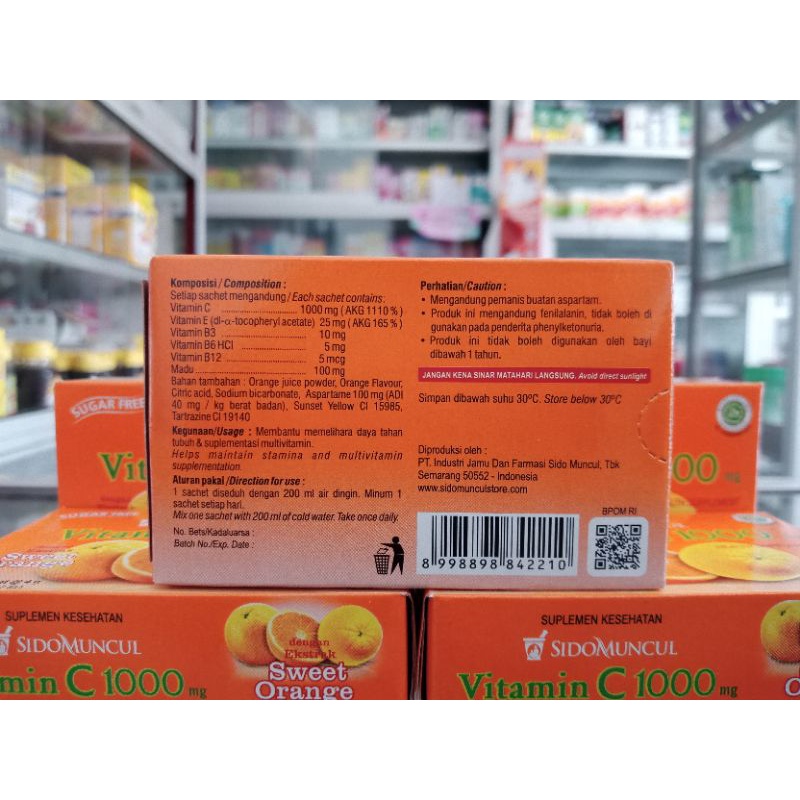 Komposisi / Composition :
Setiap sachet mengandung / Each sachet contains :
Vitamin C ........................ 1000 mg ( AKG 1110 % )
Vitamin E (dl-α-tocopheryl acetate) 25 mg ( AKG 165 % )
Vitamin B3 ........................ 10 mg
Vitamin B6 HCl ........................ 5 mg
Vitamin B12 ........................ 5 mcg
Madu ........................ 100 mg
Bahan tambahan : Orange juice powder, Orange Flavour,
Citric acid, Sodium bicarbonate, Aspartame 100 mg (ADI
40 mg / kg berat badan), Sunset Yellow CI 15985,
Tartrazine CI 19140
Kegunaan/Usage : Membantu memelihara daya tahan
tubuh & suplementasi multivitamin.
Helps maintain stamina and multivitamin
supplementation.
Aturan pakai /Direction for use :
1 sachet diseduh dengan 200 ml air dingin. Minum 1
sachet setiap hari.
Mix one sachet with 200 ml of cold water. Take once daily.
No. Bets/Kadaluarsa :
Batch No./Exp. Date :
Perhatian/Caution :
• Mengandung pemanis buatan aspartam.
• Produk ini mengandung fenilalanin, tidak boleh di
gunakan pada penderita phenylketonuria.
• Produk ini tidak boleh digunakan oleh bayi
dibawah 1 tahun.
JANGAN KENA SINAR MATAHARI LANGSUNG. Avoid direct sunlight
Simpan dibawah suhu 30ºC. Store below 30ºC
Diproduksi oleh :
PT. Industri Jamu Dan Farmasi Sido Muncul, Tbk
Semarang 50552 - Indonesia
www.sidomunculstore.com
BPOM RI
8 998898 842210
SUGAR FREE
SUPLEMEN KESEHATAN
SIDOMUNCUL
Vitamin C 1000 mg
dengan
Ekstrak
Sweet
Orange
SUPLEMEN KESEHATAN
SIDOMUNCUL
Vitamin C 1000 mg